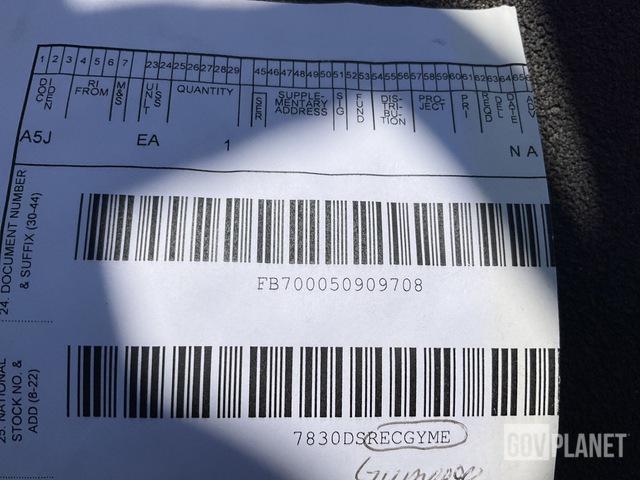 1 2 3 4 5 6 7 23 24 25 26 27 28 29 45 46 47 48 49 50 51 52 53 54 55 56 57 58 59 60 61 62 63 64 65
DOC IDEN
RI FROM
M&S
UNIT ISS
QUANTITY
SER
SUPPLE-
MENTARY
ADDRESS
SIG
FUND
DIS-
TRI-
BU-
TION
PRO-
JECT
PRI
REQD DEL DATE
ADV
A5J EA 1 N A
24. DOCUMENT NUMBER
& SUFFIX (30-44)
FB700050909708
25. NATIONAL
STOCK NO. &
ADD (8-22)
7830DSRECGYME
GOVPLANET